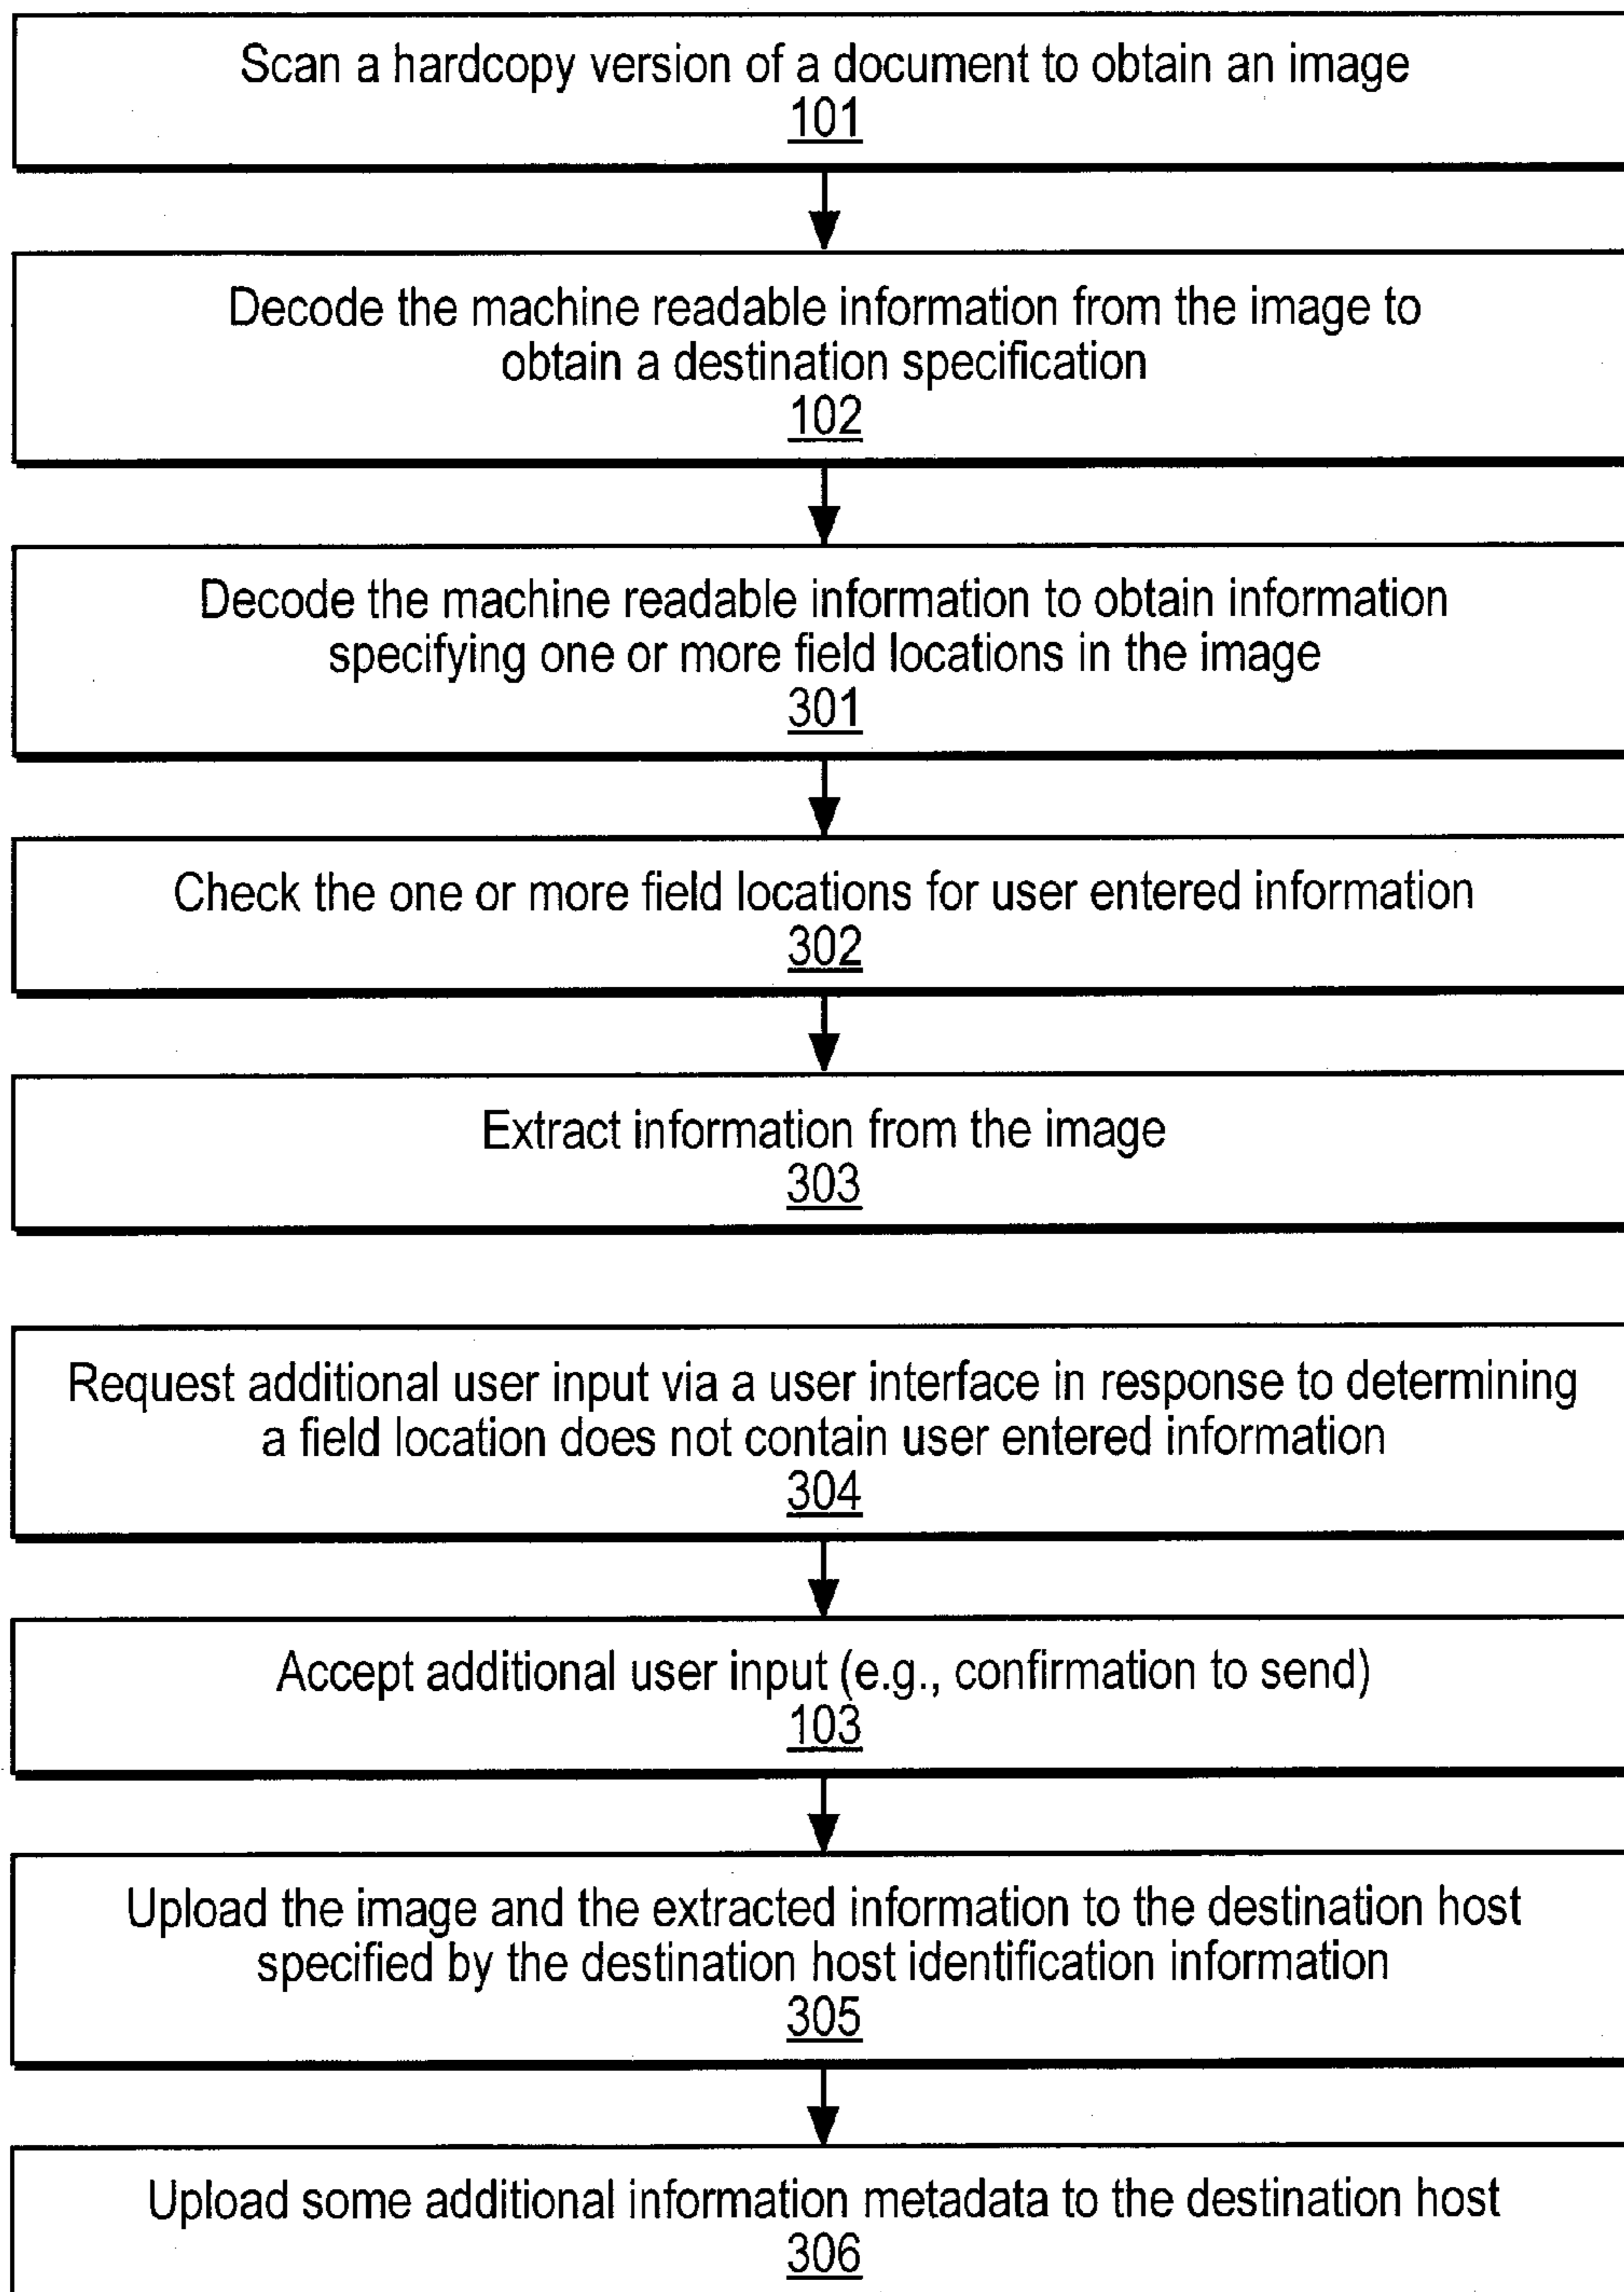 Scan a hardcopy version of a document to obtain an image
101
Decode the machine readable information from the image to
obtain a destination specification
102
Decode the machine readable information to obtain information
specifying one or more field locations in the image
301
Check the one or more field locations for user entered information
302
Extract information from the image
303
Request additional user input via a user interface in response to determining
a field location does not contain user entered information
304
Accept additional user input (e.g., confirmation to send)
103
Upload the image and the extracted information to the destination host
specified by the destination host identification information
305
Upload some additional information metadata to the destination host
306